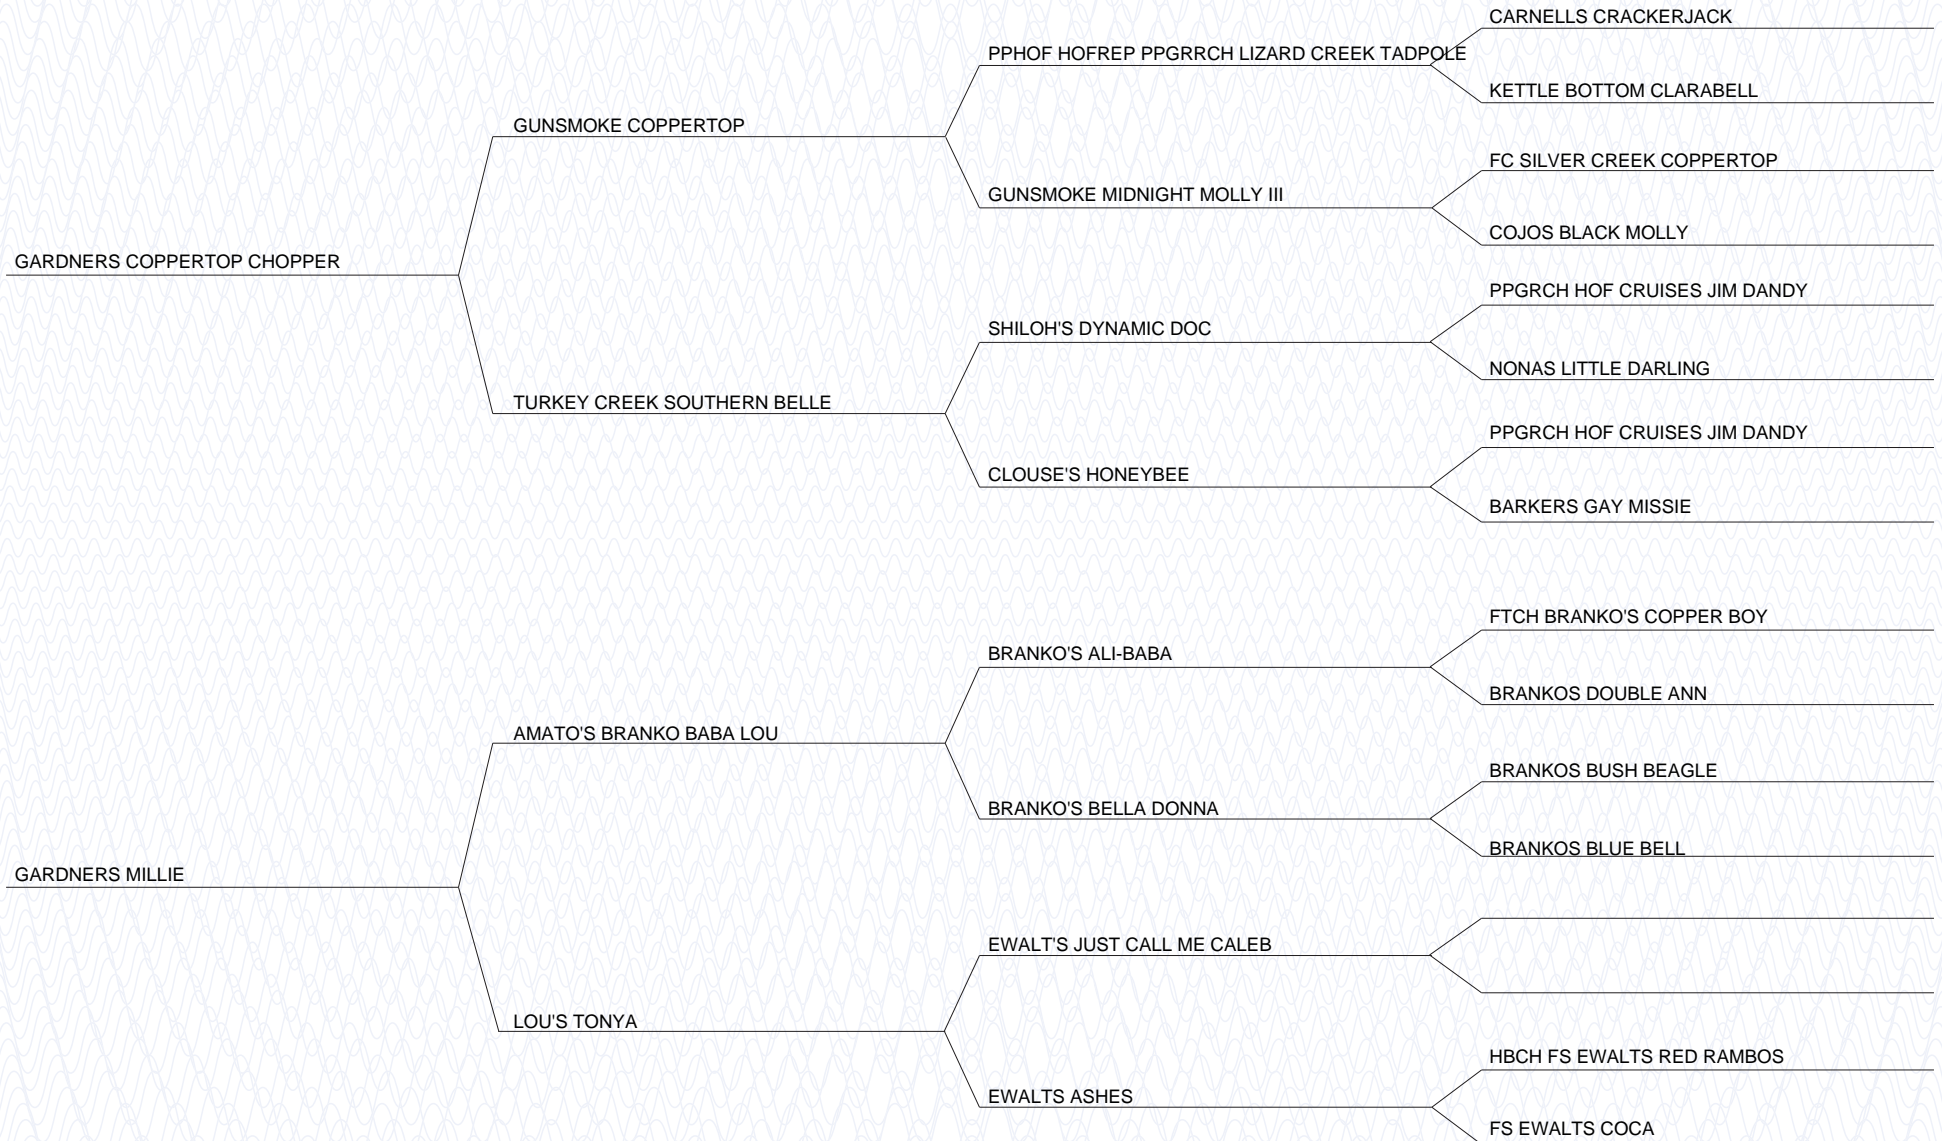 CARNELLS CRACKERJACK
PPHOF HOFREP PPGRRCH LIZARD CREEK TADPOLE
KETTLE BOTTOM CLARABELL
GUNSMOKE COPPERTOP
FC SILVER CREEK COPPERTOP
GUNSMOKE MIDNIGHT MOLLY III
COJOS BLACK MOLLY
GARDNERS COPPERTOP CHOPPER
PPGRCH HOF CRUISES JIM DANDY
SHILOH'S DYNAMIC DOC
NONAS LITTLE DARLING
TURKEY CREEK SOUTHERN BELLE
PPGRCH HOF CRUISES JIM DANDY
CLOUSE'S HONEYBEE
BARKERS GAY MISSIE
FTCH BRANKO'S COPPER BOY
BRANKO'S ALI-BABA
BRANKOS DOUBLE ANN
AMATO'S BRANKO BABA LOU
BRANKOS BUSH BEAGLE
BRANKO'S BELLA DONNA
BRANKOS BLUE BELL
GARDNERS MILLIE
EWALT'S JUST CALL ME CALEB
LOU'S TONYA
HBCH FS EWALTS RED RAMBOS
EWALTS ASHES
FS EWALTS COCA